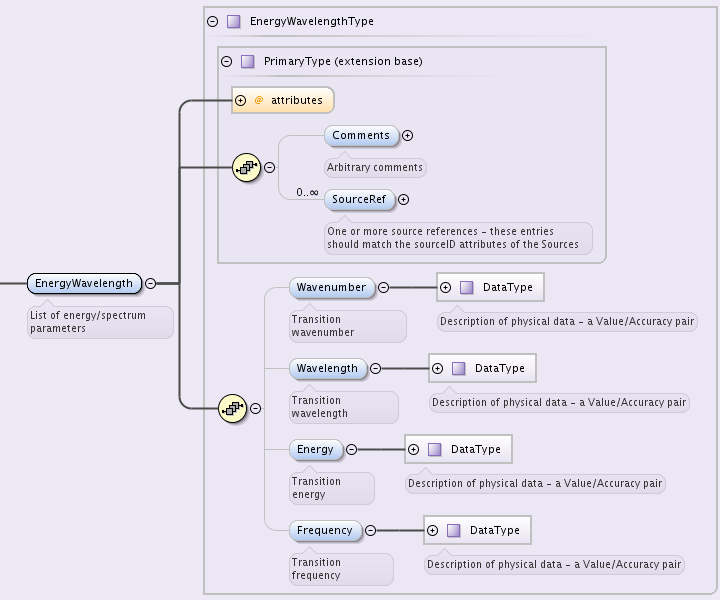 EnergyWavelengthType
PrimaryType (extension base)
@ attributes
Comments
Arbitrary comments
0..∞
SourceRef
One or more source references – these entries
should match the sourceID attributes of the Sources
EnergyWavelength
List of energy/spectrum
parameters
Wavenumber
DataType
Transition
wavenumber
Description of physical data – a Value/Accuracy pair
Wavelength
DataType
Transition
wavelength
Description of physical data – a Value/Accuracy pair
Energy
DataType
Transition
energy
Description of physical data – a Value/Accuracy pair
Frequency
DataType
Transition
frequency
Description of physical data – a Value/Accuracy pair